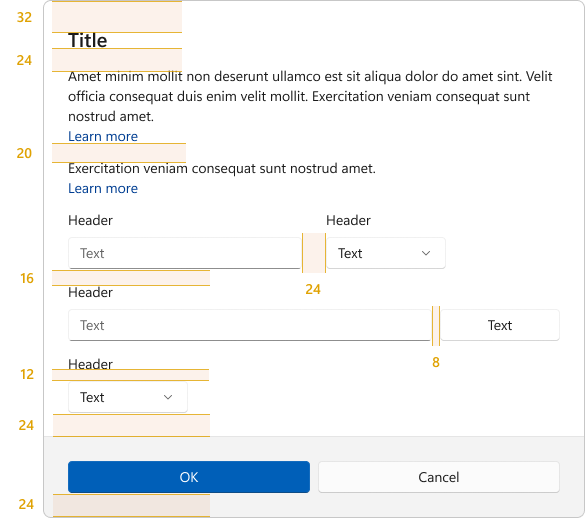 32
Title
24
Amet minim mollit non deserunt ullamco est sit aliqua dolor do amet sint. Velit
officia consequat duis enim velit mollit. Exercitation veniam consequat sunt
nostrud amet.
Learn more
20
Exercitation veniam consequat sunt nostrud amet.
Learn more
Header Header
Text Text
16
24
Header
Text Text
8
Header
12
Text
24
OK Cancel
24